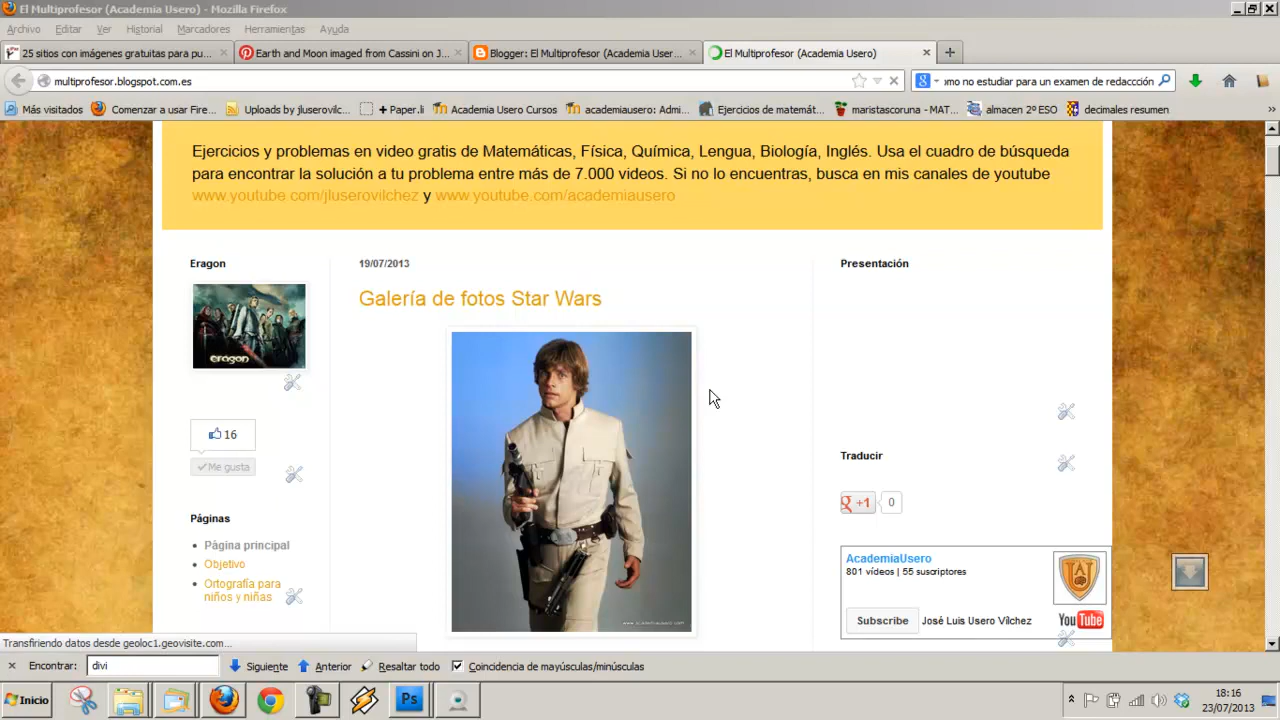 El Multiprofesor (Academia Usero) - Mozilla Firefox
Archivo Editar Ver Historial Marcadores Herramientas Ayuda
25 sitios con imágenes gratuitas para pu...
Earth and Moon imaged from Cassini on J...
Blogger: El Multiprofesor (Academia User...
El Multiprofesor (Academia Usero)
multiprofesor.blogspot.com.es
omo no estudiar para un examen de redacción
Más visitados Comenzar a usar Fire... Uploads by jluserovilc... + Paper.li Academia Usero Cursos academiausero: Admi... Ejercicios de matemát... maristascoruna - MAT... almacen 2º ESO decimales resumen »
Ejercicios y problemas en video gratis de Matemáticas, Física, Química, Lengua, Biología, Inglés. Usa el cuadro de búsqueda
para encontrar la solución a tu problema entre más de 7.000 videos. Si no lo encuentras, busca en mis canales de youtube
www.youtube.com/jluserovilchez y www.youtube.com/academiausero
Eragon
eragon
16
Me gusta
Páginas
Página principal
Objetivo
Ortografía para
niños y niñas
19/07/2013
Galería de fotos Star Wars
www.academiausero.com
Presentación
Traducir
g +1 0
AcademiaUsero
801 vídeos | 55 suscriptores
Subscribe José Luis Usero Vílchez
You Tube
Transfiriendo datos desde geoloc1.geovisite.com...
Encontrar: divi Siguiente Anterior Resaltar todo Coincidencia de mayúsculas/minúsculas
Inicio
Ps
18:16
23/07/2013